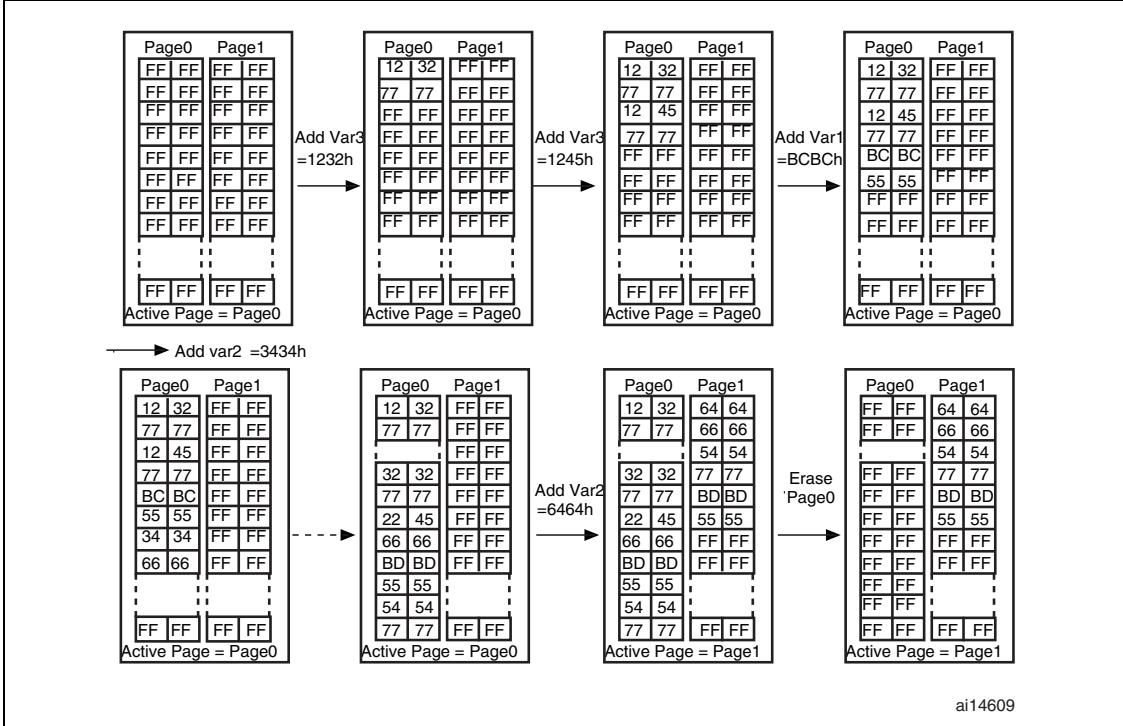 Page0 Page1
FF FF FF FF
FF FF FF FF
FF FF FF FF
FF FF FF FF
FF FF FF FF
FF FF FF FF
FF FF FF FF
FF FF FF FF
FF FF FF FF
Active Page = Page0
Add Var3
=1232h
Page0 Page1
12 32 FF FF
77 77 FF FF
FF FF FF FF
FF FF FF FF
FF FF FF FF
FF FF FF FF
FF FF FF FF
FF FF FF FF
FF FF FF FF
Active Page = Page0
Add Var3
=1245h
Page0 Page1
12 32 FF FF
77 77 FF FF
12 45 FF FF
77 77 FF FF
FF FF FF FF
FF FF FF FF
FF FF FF FF
FF FF FF FF
FF FF FF FF
Active Page = Page0
Add Var1
=BCBCh
Page0 Page1
12 32 FF FF
77 77 FF FF
12 45 FF FF
77 77 FF FF
BC BC FF FF
55 55 FF FF
FF FF FF FF
FF FF FF FF
FF FF FF FF
Active Page = Page0
Add var2 =3434h
Page0 Page1
12 32 FF FF
77 77 FF FF
12 45 FF FF
77 77 FF FF
BC BC FF FF
55 55 FF FF
34 34 FF FF
66 66 FF FF
FF FF FF FF
Active Page = Page0
Page0 Page1
12 32 FF FF
77 77 FF FF
FF FF
32 32 FF FF
77 77 FF FF
22 45 FF FF
66 66 FF FF
BD BD FF FF
55 55
54 54
77 77 FF FF
Active Page = Page0
Add Var2
=6464h
Page0 Page1
12 32 64 64
77 77 66 66
54 54
32 32 77 77
77 77 BD BD
22 45 55 55
66 66 FF FF
BD BD FF FF
55 55
54 54
77 77 FF FF
Active Page = Page1
Erase
Page0
Page0 Page1
FF FF 64 64
FF FF 66 66
54 54
FF FF 77 77
FF FF BD BD
FF FF 55 55
FF FF FF FF
FF FF FF FF
FF FF
FF FF
FF FF FF FF
Active Page = Page1
ai14609